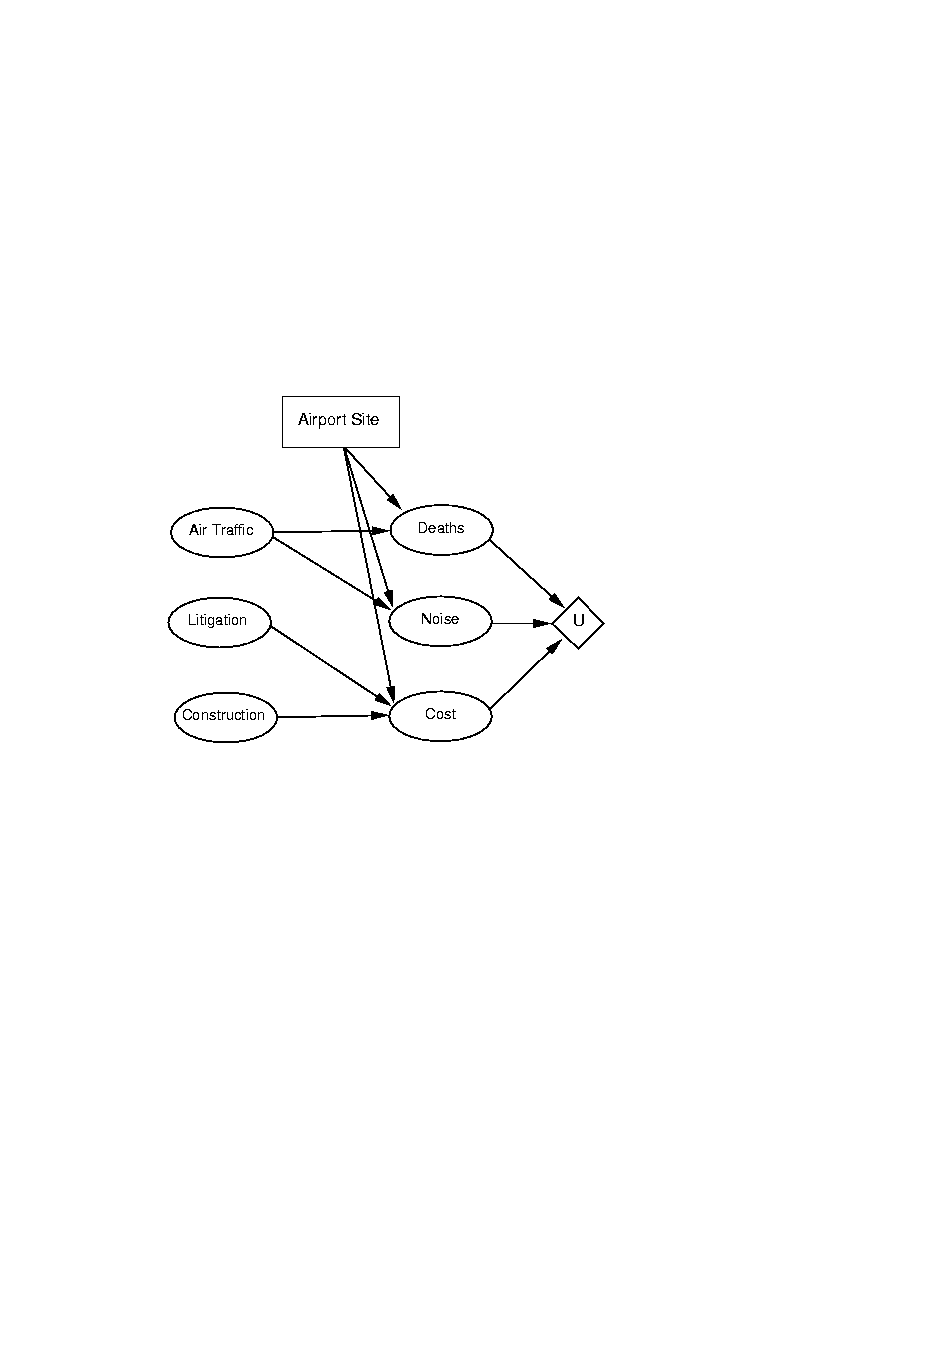 Airport Site
Air Traffic
Deaths
Litigation
Noise
U
Construction
Cost